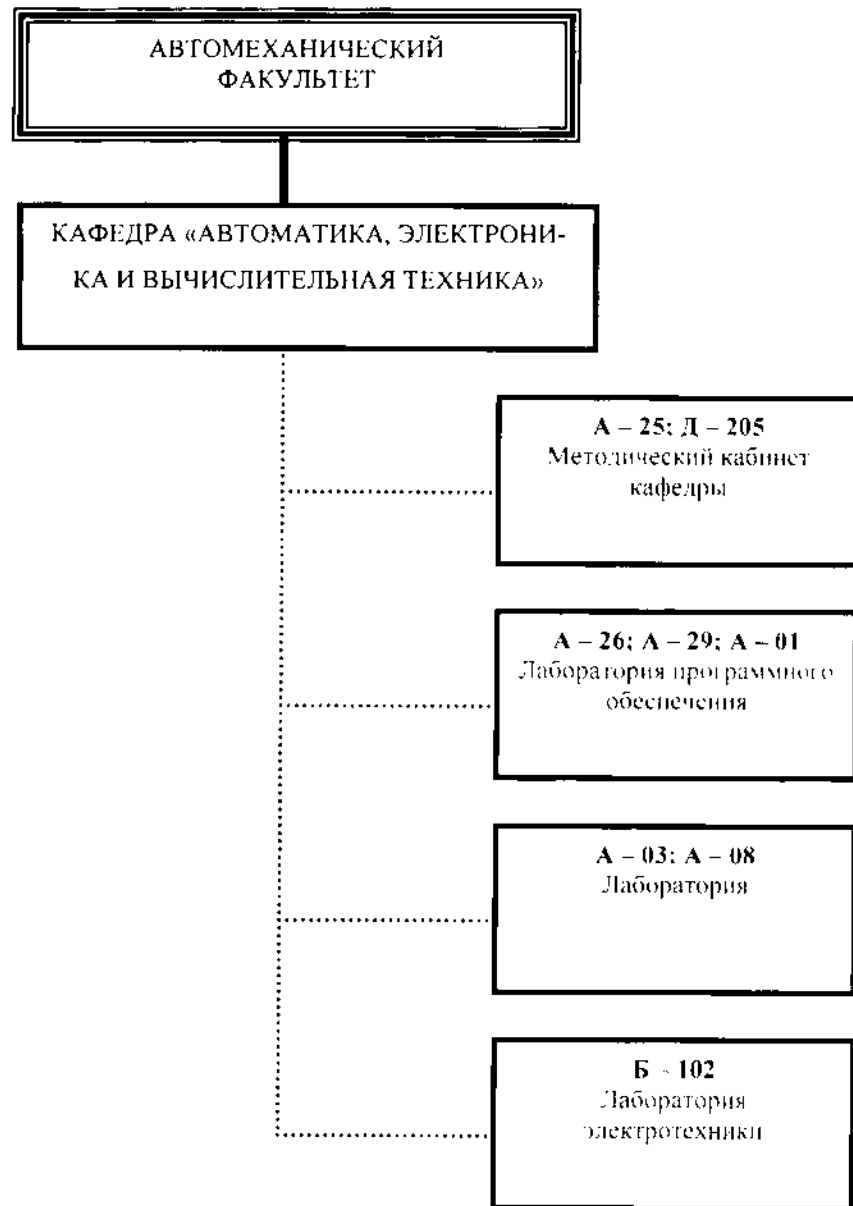 АВТОМЕХАНИЧЕСКИЙ
ФАКУЛЬТЕТ
КАФЕДРА «АВТОМАТИКА, ЭЛЕКТРОНИ-
КА И ВЫЧИСЛИТЕЛЬНАЯ ТЕХНИКА»
А – 25; Д – 205
Методический кабинет
кафедры
А – 26; А – 29; А – 01
Лаборатория программного
обеспечения
А – 03; А – 08
Лаборатория
Б - 102
Лаборатория
электротехники